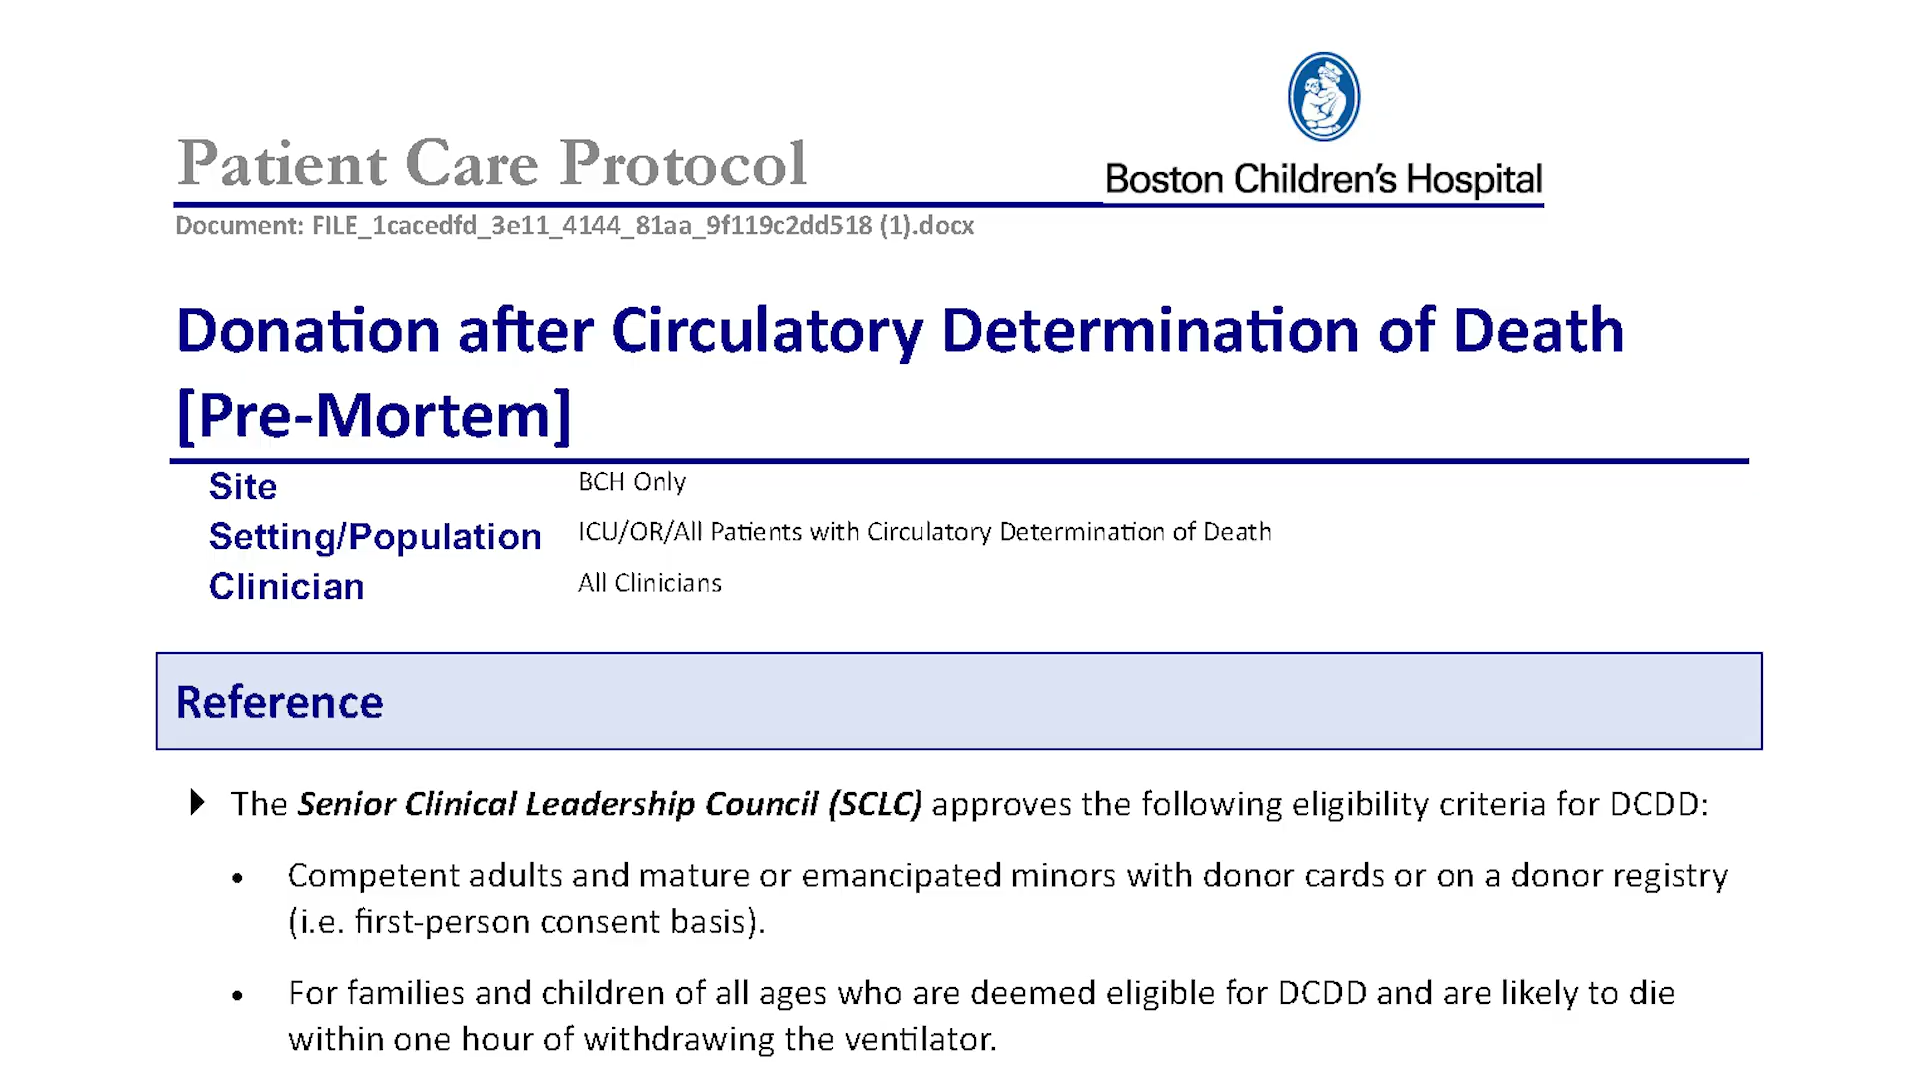 Boston Children's Hospital
Patient Care Protocol
Document: FILE_1cacedfd_3e11_4144_81aa_9f119c2dd518 (1).docx
Donation after Circulatory Determination of Death
[Pre-Mortem]
Site BCH Only
Setting/Population ICU/OR/All Patients with Circulatory Determination of Death
Clinician All Clinicians
Reference
The Senior Clinical Leadership Council (SCLC) approves the following eligibility criteria for DCDD:
• Competent adults and mature or emancipated minors with donor cards or on a donor registry
(i.e. first-person consent basis).
• For families and children of all ages who are deemed eligible for DCDD and are likely to die
within one hour of withdrawing the ventilator.